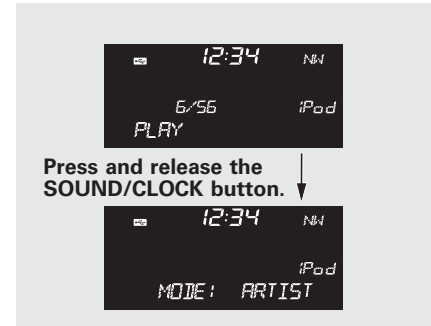 12:34 NW
6/56 iPod
PLAY
Press and release the
SOUND/CLOCK button.
12:34 NW
iPod
MODE: ARTIST